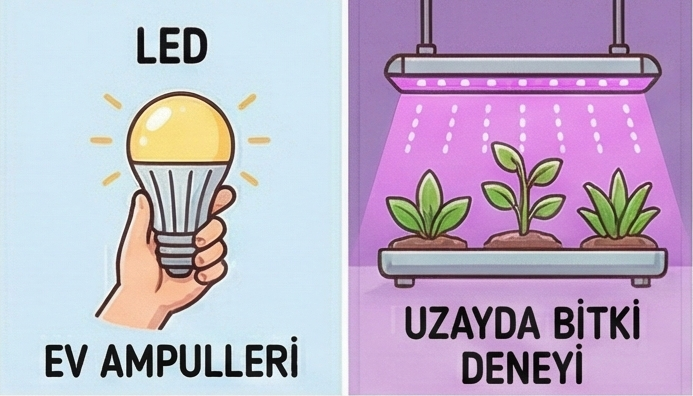 LED
EV AMPULLERİ
UZAYDA BİTKİ
DENEYİ